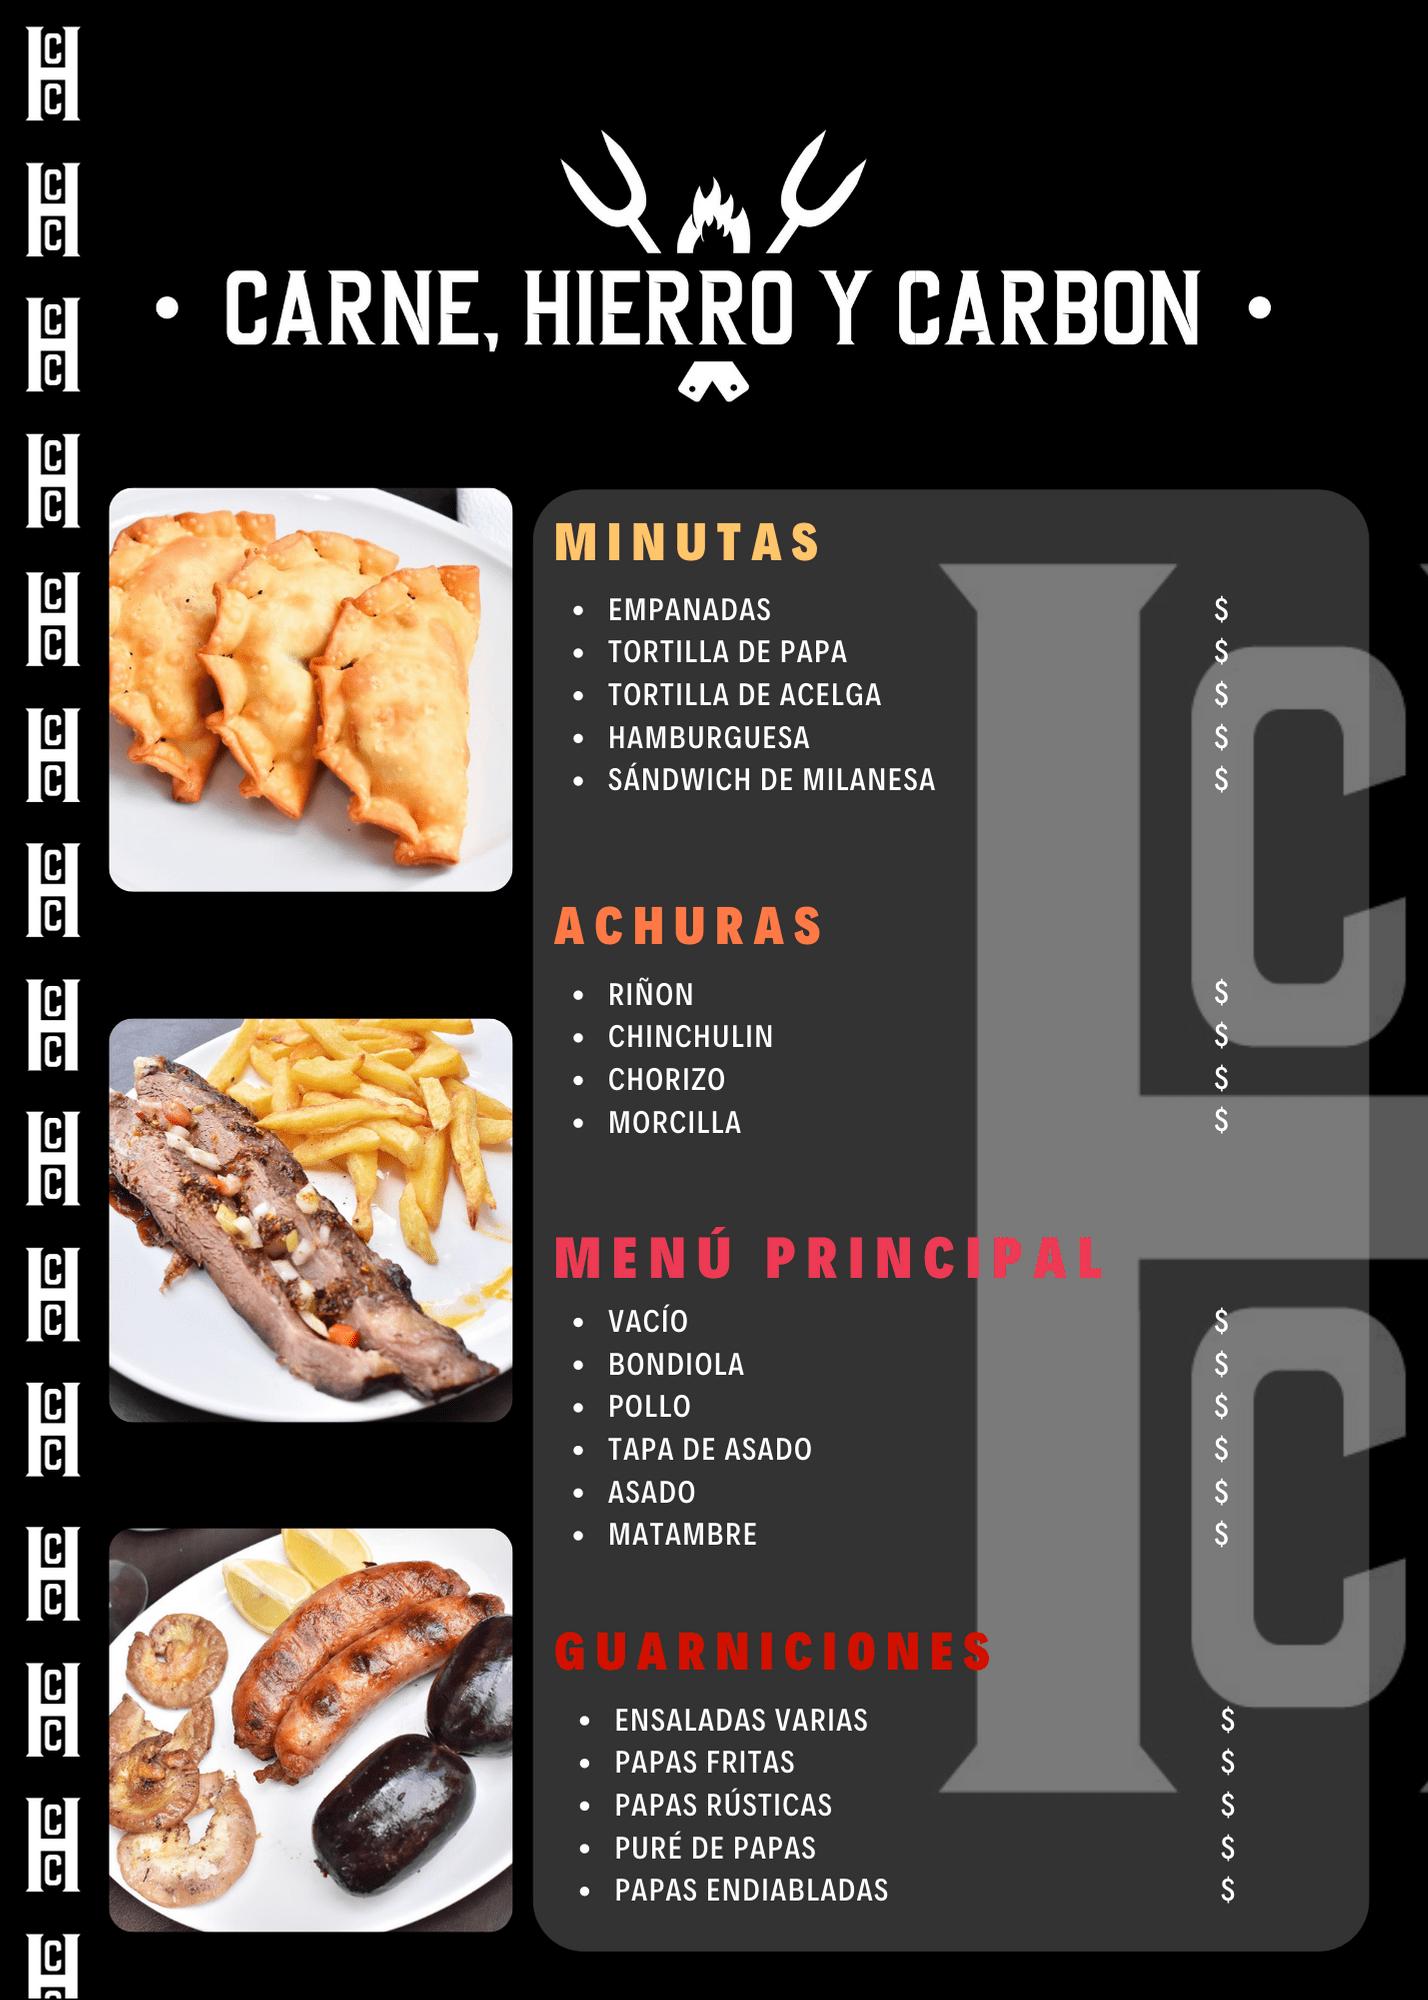 CARNE, HIERRO Y CARBON
MINUTAS
• EMPANADAS $
• TORTILLA DE PAPA $
• TORTILLA DE ACELGA $
• HAMBURGUESA $
• SÁNDWICH DE MILANESA $
ACHURAS
• RIÑON $
• CHINCHULIN $
• CHORIZO $
• MORCILLA $
MENÚ PRINCIPAL
• VACÍO $
• BONDIOLA $
• POLLO $
• TAPA DE ASADO $
• ASADO $
• MATAMBRE $
GUARNICIONES
• ENSALADAS VARIAS $
• PAPAS FRITAS $
• PAPAS RÚSTICAS $
• PURÉ DE PAPAS $
• PAPAS ENDIABLADAS $